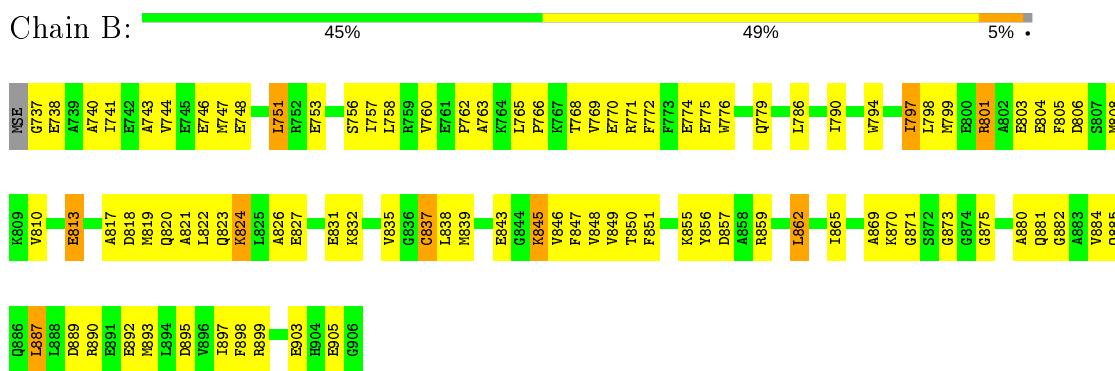 Chain B:
45% 49% 5% •
MSE G737 E738 A739 A740 I741 E742 A743 V744 E745 E746 M747 E748 L751 R752 E753 S756 I757 L758 R759 V760 E761 P762 A763 K764 L765 P766 K767 T768 V769 E770 R771 F772 F773 E774 E775 W776 Q779 L786 I790 W794 I797 L798 M799 E800 R801 A802 E803 E804 F805 D806 S807
K809 V810 E813 A817 D818 M819 Q820 A821 L822 Q823 K824 L825 A826 E827 E831 K832 V835 G836 C837 L838 M839 E843 G844 K845 V846 F847 V848 V849 T850 F851 K855 Y856 D857 A858 R859 L862 I865 A869 K870 G871 S872 G873 G874 G875 A880 Q881 G882 A883 V884
Q886 L887 L888 D889 R890 E891 E892 M893 L894 D895 V896 I897 F898 R899 E903 H904 E905 G906